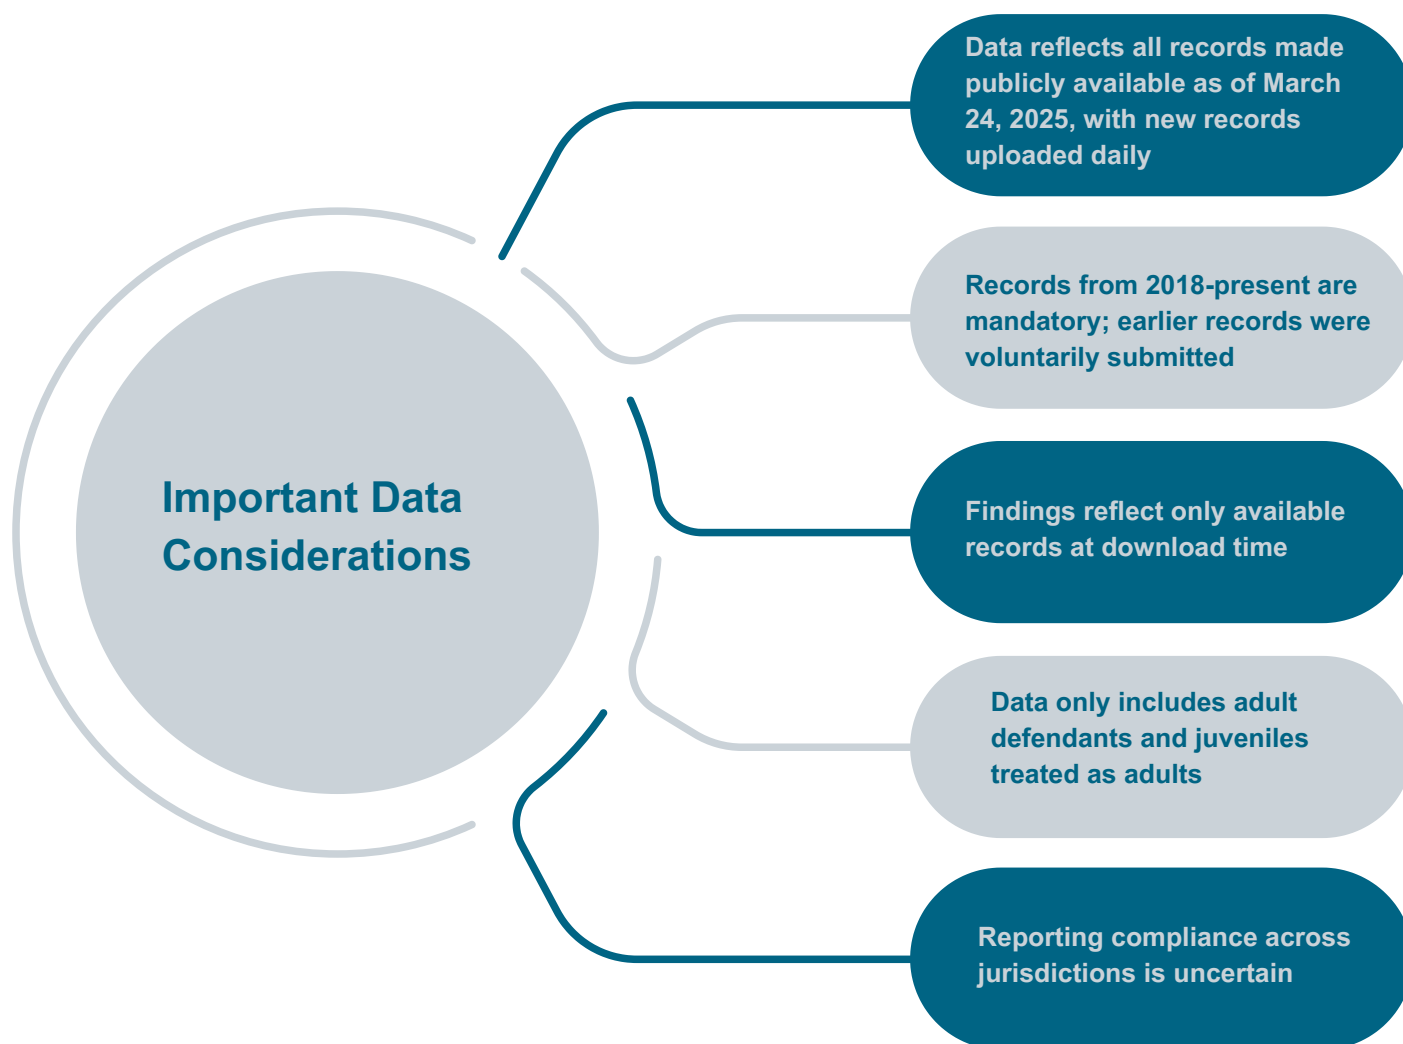 Important Data
Considerations
Data reflects all records made
publicly available as of March
24, 2025, with new records
uploaded daily
Records from 2018-present are
mandatory; earlier records were
voluntarily submitted
Findings reflect only available
records at download time
Data only includes adult
defendants and juveniles
treated as adults
Reporting compliance across
jurisdictions is uncertain